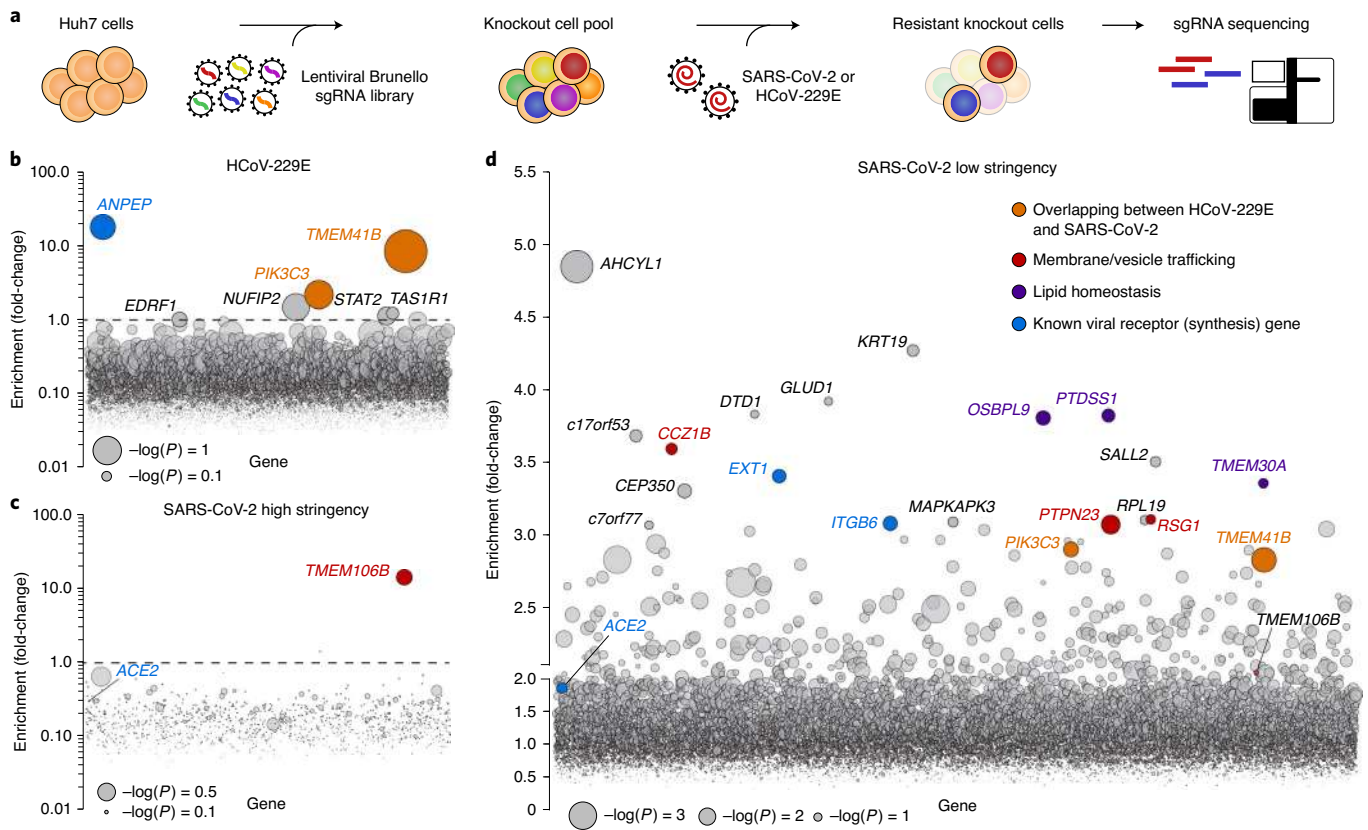 a
Huh7 cells
Lentiviral Brunello
sgRNA library
Knockout cell pool
SARS-CoV-2 or
HCoV-229E
Resistant knockout cells
sgRNA sequencing
b
HCoV-229E
Enrichment (fold-change)
100.0
10.0
1.0
0.10
0.01
ANPEP
TMEM41B
PIK3C3
EDRF1
NUFIP2
STAT2
TAS1R1
–log(P) = 1
–log(P) = 0.1
Gene
c
SARS-CoV-2 high stringency
Enrichment (fold-change)
100.0
10.0
1.0
0.10
0.01
TMEM106B
ACE2
–log(P) = 0.5
–log(P) = 0.1
Gene
d
SARS-CoV-2 low stringency
Enrichment (fold-change)
5.5
5.0
4.5
4.0
3.5
3.0
2.5
2.0
1.5
1.0
0.5
0
Overlapping between HCoV-229E
and SARS-CoV-2
Membrane/vesicle trafficking
Lipid homeostasis
Known viral receptor (synthesis) gene
AHCYL1
KRT19
GLUD1
DTD1
OSBPL9
PTDSS1
c17orf53
CCZ1B
EXT1
SALL2
TMEM30A
CEP350
c7orf77
ITGB6
MAPKAPK3
PTPN23
RPL19
RSG1
PIK3C3
TMEM41B
ACE2
TMEM106B
–log(P) = 3
–log(P) = 2
–log(P) = 1
Gene